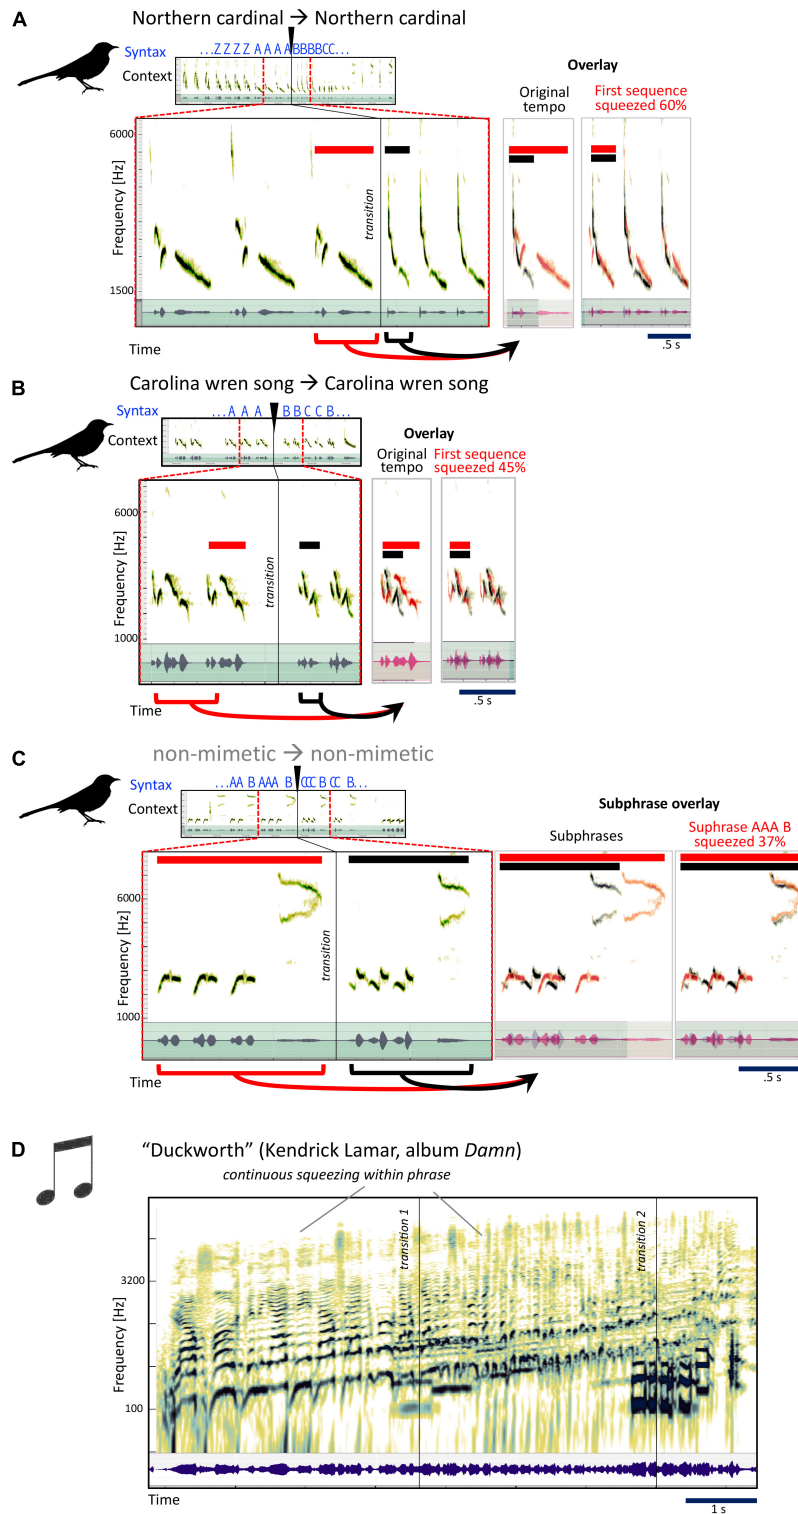 A
Northern cardinal → Northern cardinal
Syntax
...Z Z Z Z A A A A B B B B C C...
Context
Overlay
Original
tempo
First sequence
squeezed 60%
6000
Frequency [Hz]
1500
transition
Time
.5 s
B
Carolina wren song → Carolina wren song
Syntax
...A A A B B C C B...
Context
Overlay
Original
tempo
First sequence
squeezed 45%
6000
Frequency [Hz]
1000
transition
Time
.5 s
C
non-mimetic → non-mimetic
Syntax
...AA B AAA B CCC B CC B...
Context
Subphrase overlay
Subphrases
Suphrase AAA B
squeezed 37%
6000
Frequency [Hz]
1000
transition
Time
.5 s
D
“Duckworth” (Kendrick Lamar, album Damn)
continuous squeezing within phrase
transition 1
transition 2
3200
Frequency [Hz]
100
Time
1 s